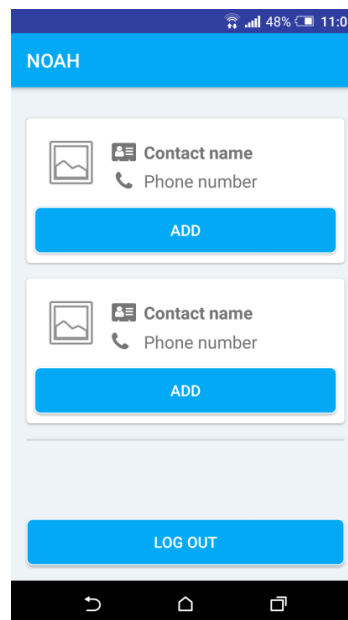 48% 11:0
NOAH
Contact name
Phone number
ADD
Contact name
Phone number
ADD
LOG OUT